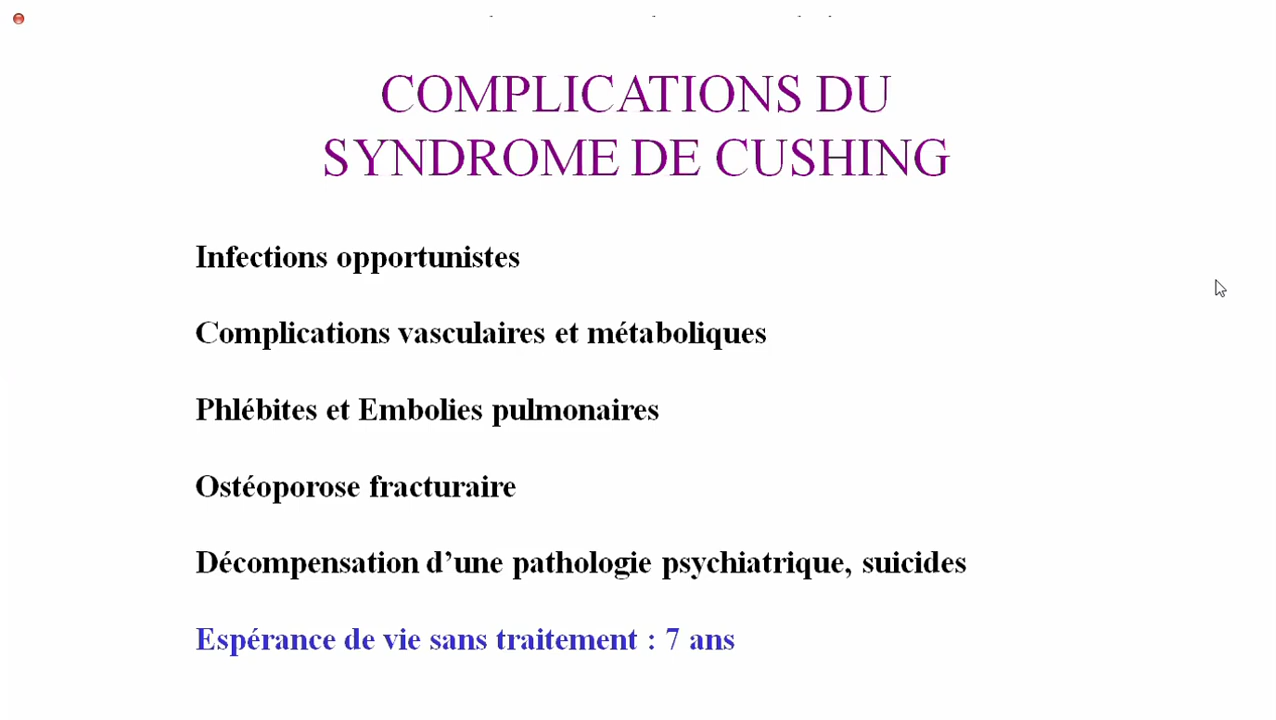 COMPLICATIONS DU
SYNDROME DE CUSHING
Infections opportunistes
Complications vasculaires et métaboliques
Phlébites et Embolies pulmonaires
Ostéoporose fracturaire
Décompensation d’une pathologie psychiatrique, suicides
Espérance de vie sans traitement : 7 ans